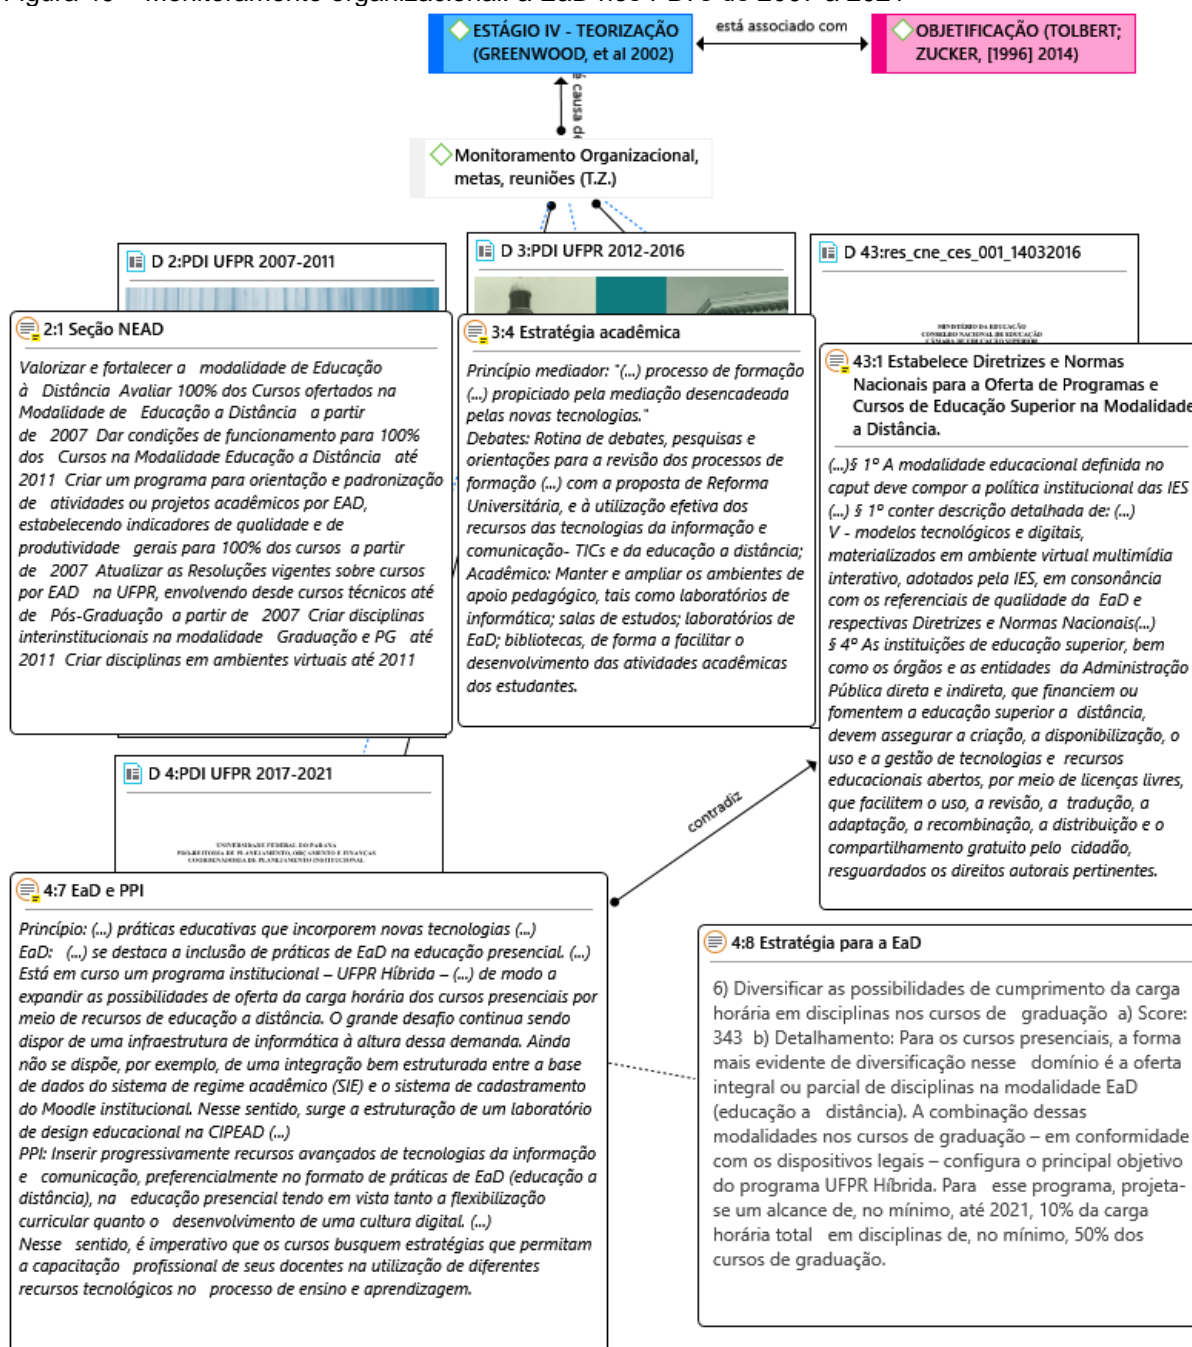 ESTÁGIO IV - TEORIZAÇÃO
(GREENWOOD, et al 2002)
está associado com
OBJETIFICAÇÃO (TOLBERT;
ZUCKER, [1996] 2014)
causa de
Monitoramento Organizacional,
metas, reuniões (T.Z.)
D 2:PDI UFPR 2007-2011
D 3:PDI UFPR 2012-2016
D 43:res_cne_ces_001_14032016
MINISTÉRIO DA EDUCAÇÃO
CONSELHO NACIONAL DE EDUCAÇÃO
CÂMARA DE EDUCAÇÃO SUPERIOR
2:1 Seção NEAD
Valorizar e fortalecer a modalidade de Educação
à Distância Avaliar 100% dos Cursos ofertados na
Modalidade de Educação a Distância a partir
de 2007 Dar condições de funcionamento para 100%
dos Cursos na Modalidade Educação a Distância até
2011 Criar um programa para orientação e padronização
de atividades ou projetos acadêmicos por EAD,
estabelecendo indicadores de qualidade e de
produtividade gerais para 100% dos cursos a partir
de 2007 Atualizar as Resoluções vigentes sobre cursos
por EAD na UFPR, envolvendo desde cursos técnicos até
de Pós-Graduação a partir de 2007 Criar disciplinas
interinstitucionais na modalidade Graduação e PG até
2011 Criar disciplinas em ambientes virtuais até 2011
3:4 Estratégia acadêmica
Princípio mediador: "(...) processo de formação
(...) propiciado pela mediação desencadeada
pelas novas tecnologias."
Debates: Rotina de debates, pesquisas e
orientações para a revisão dos processos de
formação (...) com a proposta de Reforma
Universitária, e à utilização efetiva dos
recursos das tecnologias da informação e
comunicação- TICs e da educação a distância;
Acadêmico: Manter e ampliar os ambientes de
apoio pedagógico, tais como laboratórios de
informática; salas de estudos; laboratórios de
EaD; bibliotecas, de forma a facilitar o
desenvolvimento das atividades acadêmicas
dos estudantes.
43:1 Estabelece Diretrizes e Normas
Nacionais para a Oferta de Programas e
Cursos de Educação Superior na Modalidade
a Distância.
(...)§ 1º A modalidade educacional definida no
caput deve compor a política institucional das IES
(...) § 1º conter descrição detalhada de: (...)
V - modelos tecnológicos e digitais,
materializados em ambiente virtual multimídia
interativo, adotados pela IES, em consonância
com os referenciais de qualidade da EaD e
respectivas Diretrizes e Normas Nacionais(...)
§ 4º As instituições de educação superior, bem
como os órgãos e as entidades da Administração
Pública direta e indireta, que financiem ou
fomentem a educação superior a distância,
devem assegurar a criação, a disponibilização, o
uso e a gestão de tecnologias e recursos
educacionais abertos, por meio de licenças livres,
que facilitem o uso, a revisão, a tradução, a
adaptação, a recombinação, a distribuição e o
compartilhamento gratuito pelo cidadão,
resguardados os direitos autorais pertinentes.
D 4:PDI UFPR 2017-2021
UNIVERSIDADE FEDERAL DO PARANÁ
PRÓ-REITORIA DE PLANEJAMENTO, ORÇAMENTO E FINANÇAS
COORDENADORIA DE PLANEJAMENTO INSTITUCIONAL
contradiz
4:7 EaD e PPI
Princípio: (...) práticas educativas que incorporem novas tecnologias (...)
EaD: (...) se destaca a inclusão de práticas de EaD na educação presencial. (...)
Está em curso um programa institucional – UFPR Híbrida – (...) de modo a
expandir as possibilidades de oferta da carga horária dos cursos presenciais por
meio de recursos de educação a distância. O grande desafio continua sendo
dispor de uma infraestrutura de informática à altura dessa demanda. Ainda
não se dispõe, por exemplo, de uma integração bem estruturada entre a base
de dados do sistema de regime acadêmico (SIE) e o sistema de cadastramento
do Moodle institucional. Nesse sentido, surge a estruturação de um laboratório
de design educacional na CIPEAD (...)
PPI: Inserir progressivamente recursos avançados de tecnologias da informação
e comunicação, preferencialmente no formato de práticas de EaD (educação a
distância), na educação presencial tendo em vista tanto a flexibilização
curricular quanto o desenvolvimento de uma cultura digital. (...)
Nesse sentido, é imperativo que os cursos busquem estratégias que permitam
a capacitação profissional de seus docentes na utilização de diferentes
recursos tecnológicos no processo de ensino e aprendizagem.
4:8 Estratégia para a EaD
6) Diversificar as possibilidades de cumprimento da carga
horária em disciplinas nos cursos de graduação a) Score:
343 b) Detalhamento: Para os cursos presenciais, a forma
mais evidente de diversificação nesse domínio é a oferta
integral ou parcial de disciplinas na modalidade EaD
(educação a distância). A combinação dessas
modalidades nos cursos de graduação – em conformidade
com os dispositivos legais – configura o principal objetivo
do programa UFPR Híbrida. Para esse programa, projeta-
se um alcance de, no mínimo, até 2021, 10% da carga
horária total em disciplinas de, no mínimo, 50% dos
cursos de graduação.